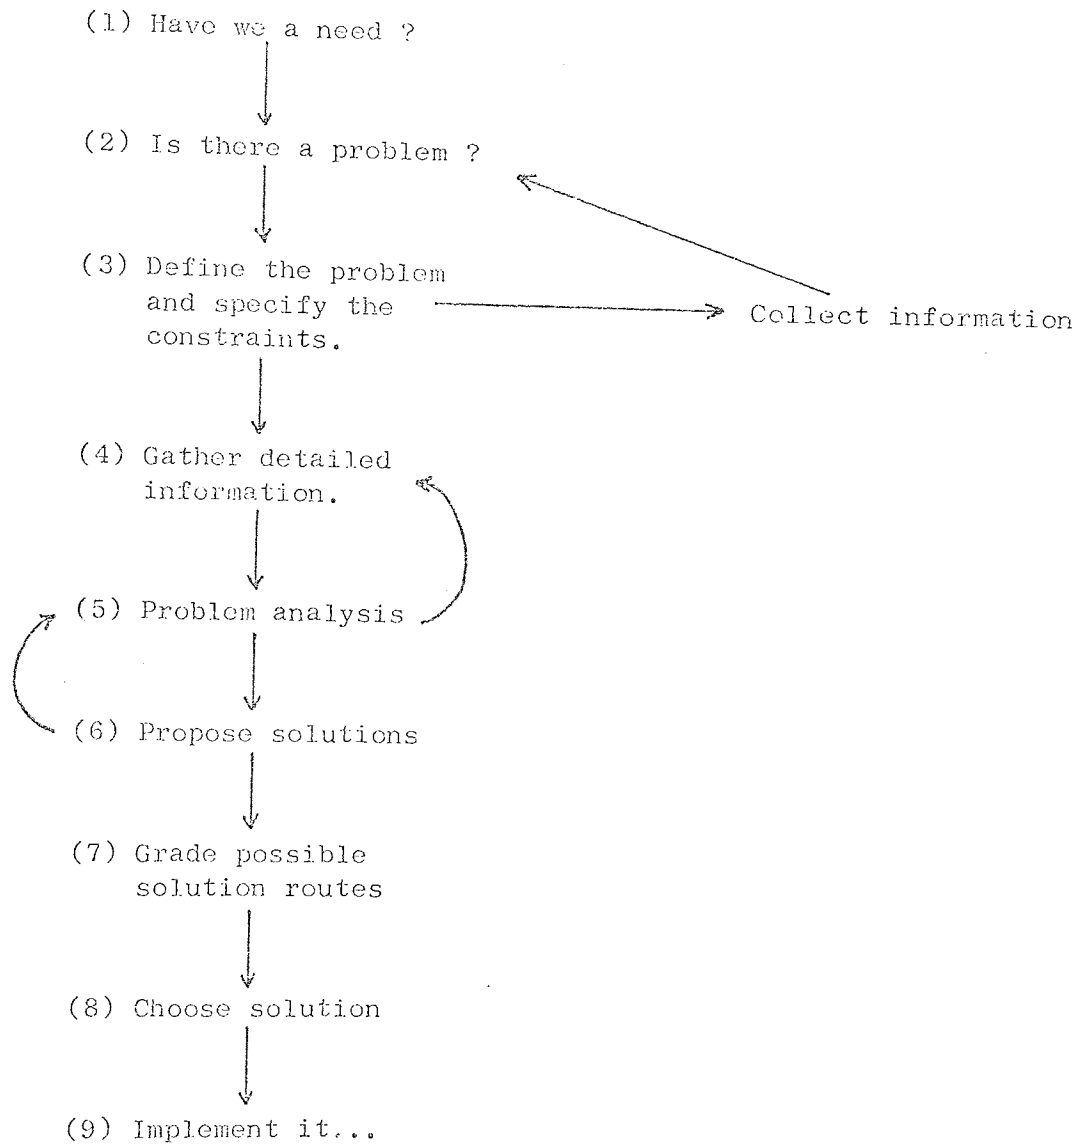 (1) Have we a need ?
(2) Is there a problem ?
(3) Define the problem
and specify the
constraints.
Collect information
(4) Gather detailed
information.
(5) Problem analysis
(6) Propose solutions
(7) Grade possible
solution routes
(8) Choose solution
(9) Implement it...